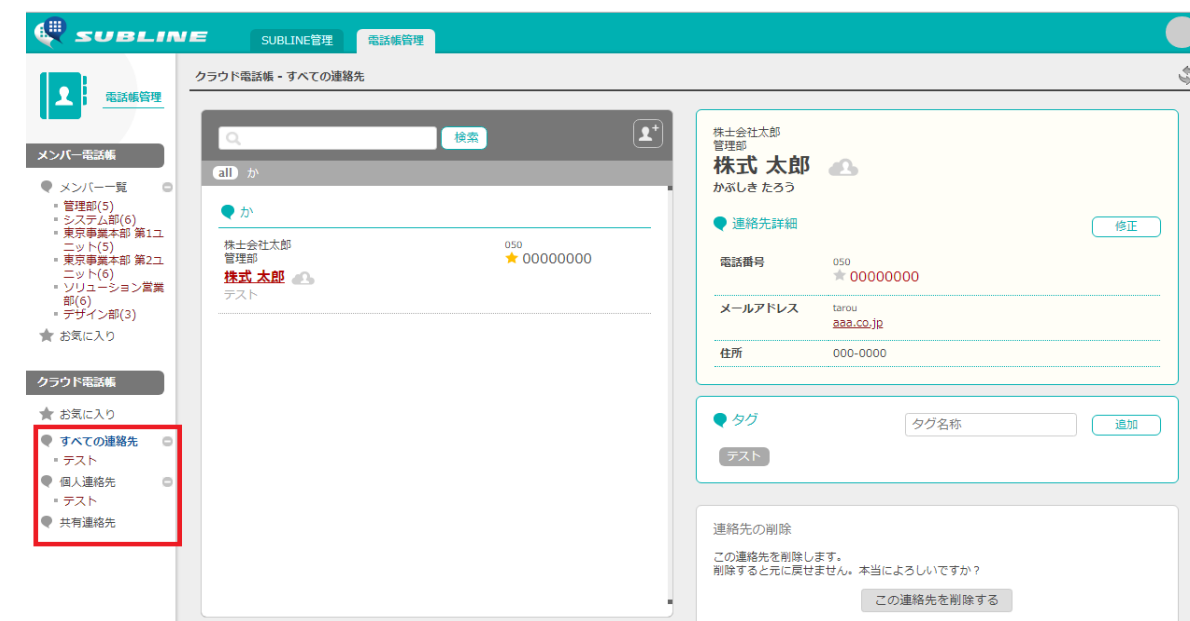 SUBLINE
SUBLINE管理
電話帳管理
電話帳管理
クラウド電話帳 - すべての連絡先
メンバー電話帳
メンバー一覧
管理部(5)
システム部(6)
東京事業本部 第1ユ
ニット(5)
東京事業本部 第2ユ
ニット(6)
ソリューション営業
部(6)
デザイン部(3)
お気に入り
クラウド電話帳
お気に入り
すべての連絡先
テスト
個人連絡先
テスト
共有連絡先
検索
all か
か
株士会社太郎
管理部
株式 太郎
テスト
050
00000000
株士会社太郎
管理部
株式 太郎
かぶしき たろう
連絡先詳細
修正
電話番号
050
00000000
メールアドレス
tarou
aaa.co.jp
住所
000-0000
タグ
タグ名称
追加
テスト
連絡先の削除
この連絡先を削除します。
削除すると元に戻せません。本当によろしいですか？
この連絡先を削除する